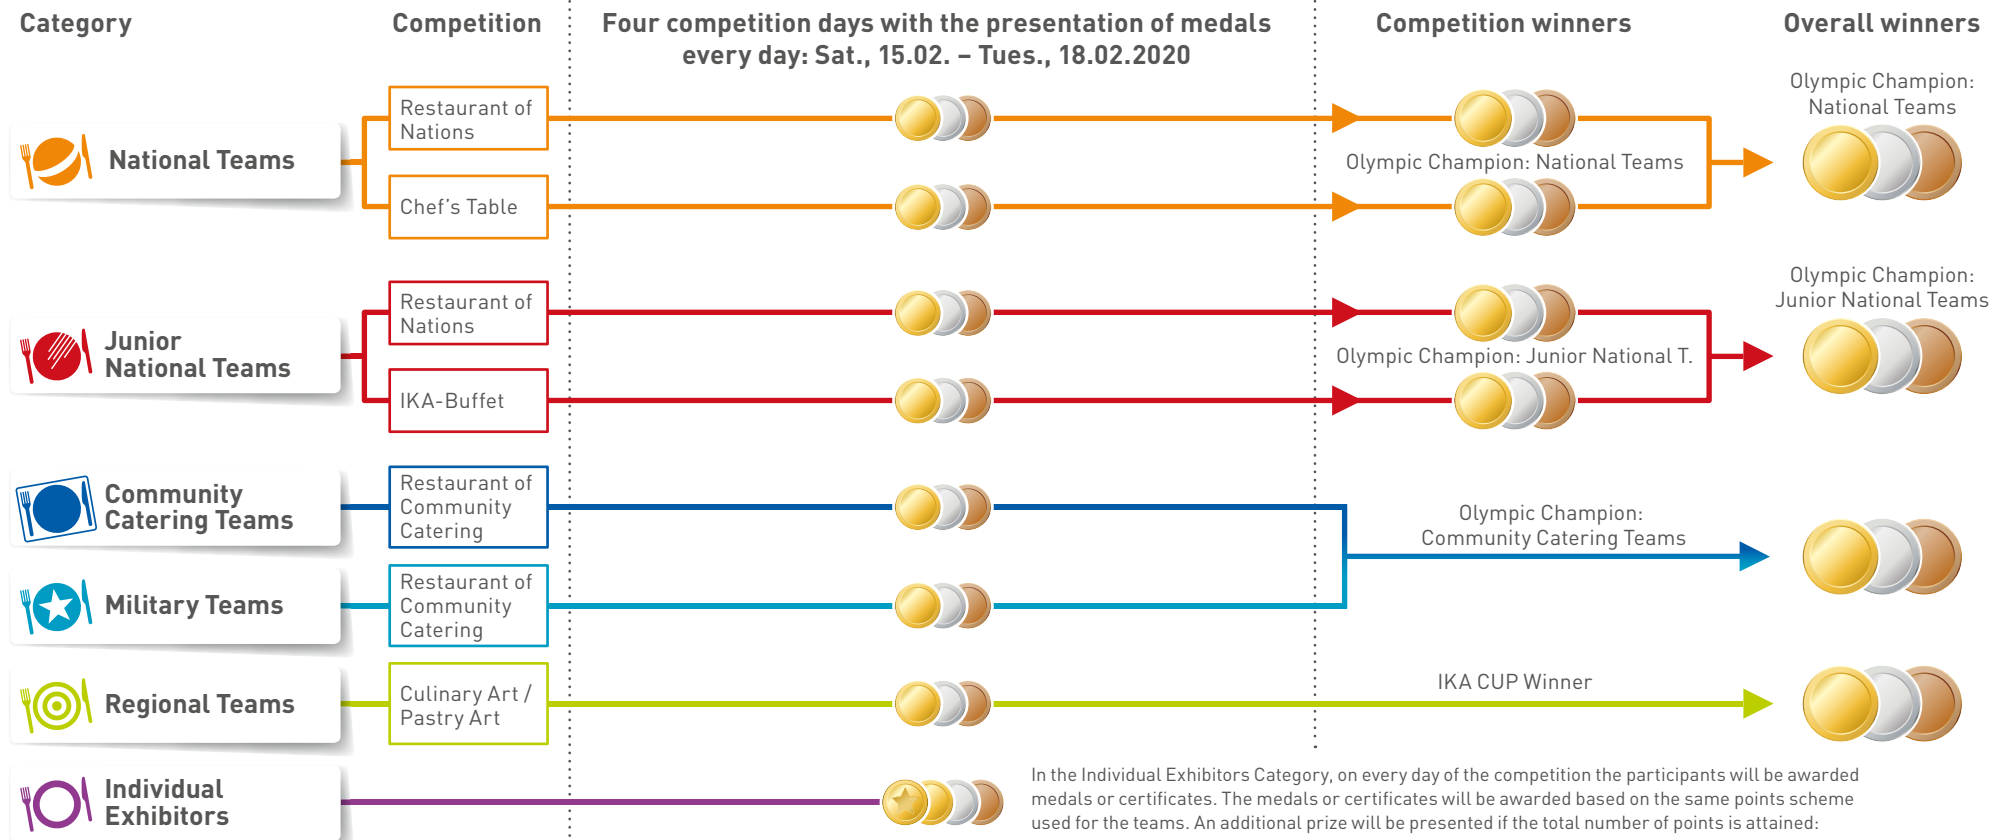 Category
Competition
Four competition days with the presentation of medals
every day: Sat., 15.02. – Tues., 18.02.2020
Competition winners
Overall winners
National Teams
Restaurant of
Nations
Chef's Table
Olympic Champion: National Teams
Olympic Champion:
National Teams
Junior
National Teams
Restaurant of
Nations
IKA-Buffet
Olympic Champion: Junior National T.
Olympic Champion:
Junior National Teams
Community
Catering Teams
Restaurant of
Community
Catering
Olympic Champion:
Community Catering Teams
Military Teams
Restaurant of
Community
Catering
Regional Teams
Culinary Art /
Pastry Art
IKA CUP Winner
Individual
Exhibitors
In the Individual Exhibitors Category, on every day of the competition the participants will be awarded
medals or certificates. The medals or certificates will be awarded based on the same points scheme
used for the teams. An additional prize will be presented if the total number of points is attained: